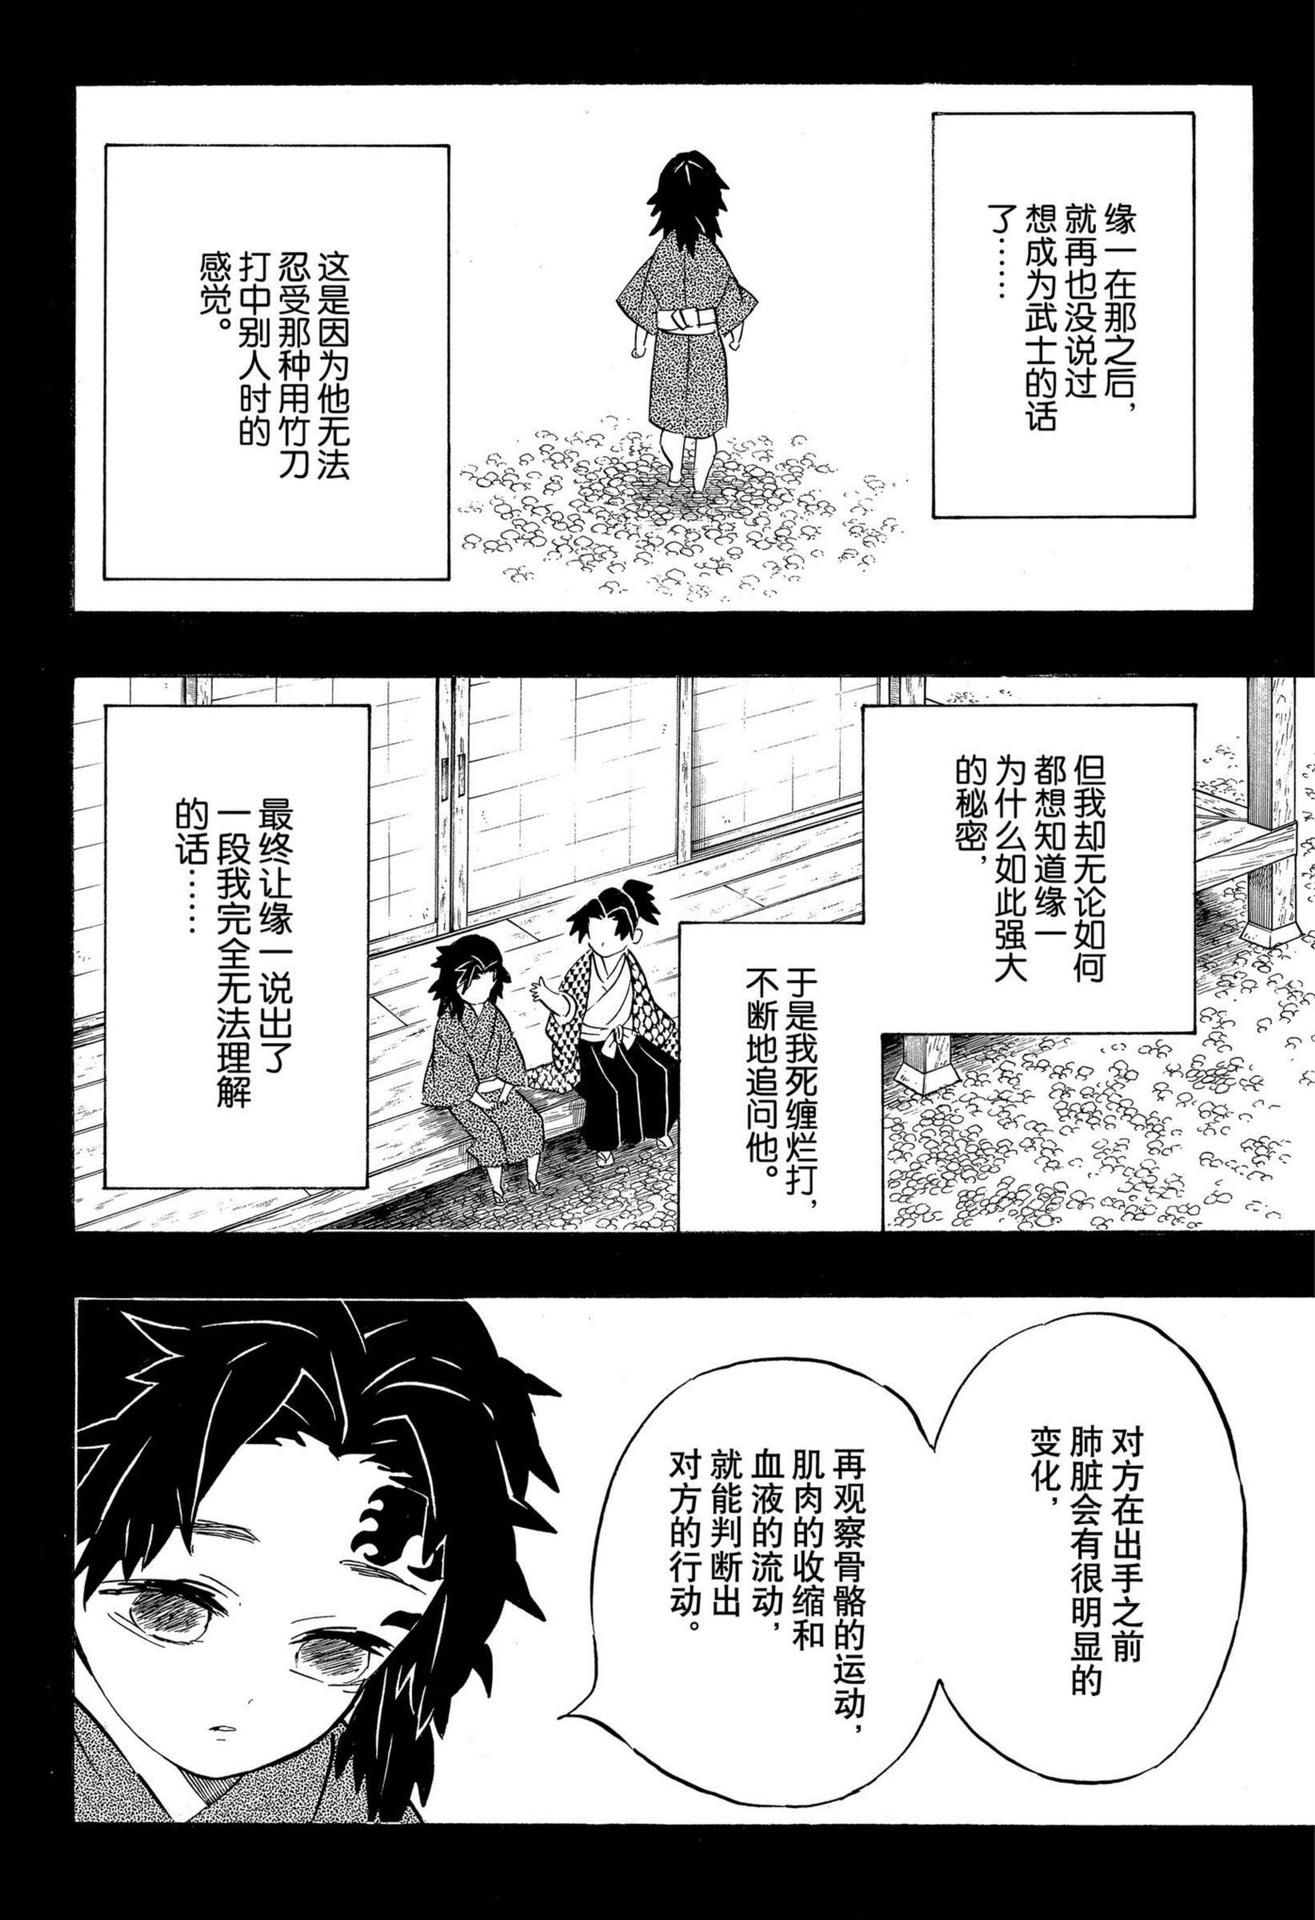 缘一在那之后，
就再也没说过
想成为武士的话
了……
这是因为他无法
忍受那种用竹刀
打中别人时的
感觉。
但我却无论如何
都想知道缘一
为什么如此强大
的秘密，
于是我死缠烂打，
不断地追问他。
最终让缘一说出了
一段我完全无法理解
的话……
对方在出手之前
肺脏会有很明显的
变化，
再观察骨骼的运动，
肌肉的收缩和
血液的流动，
就能判断出
对方的行动。